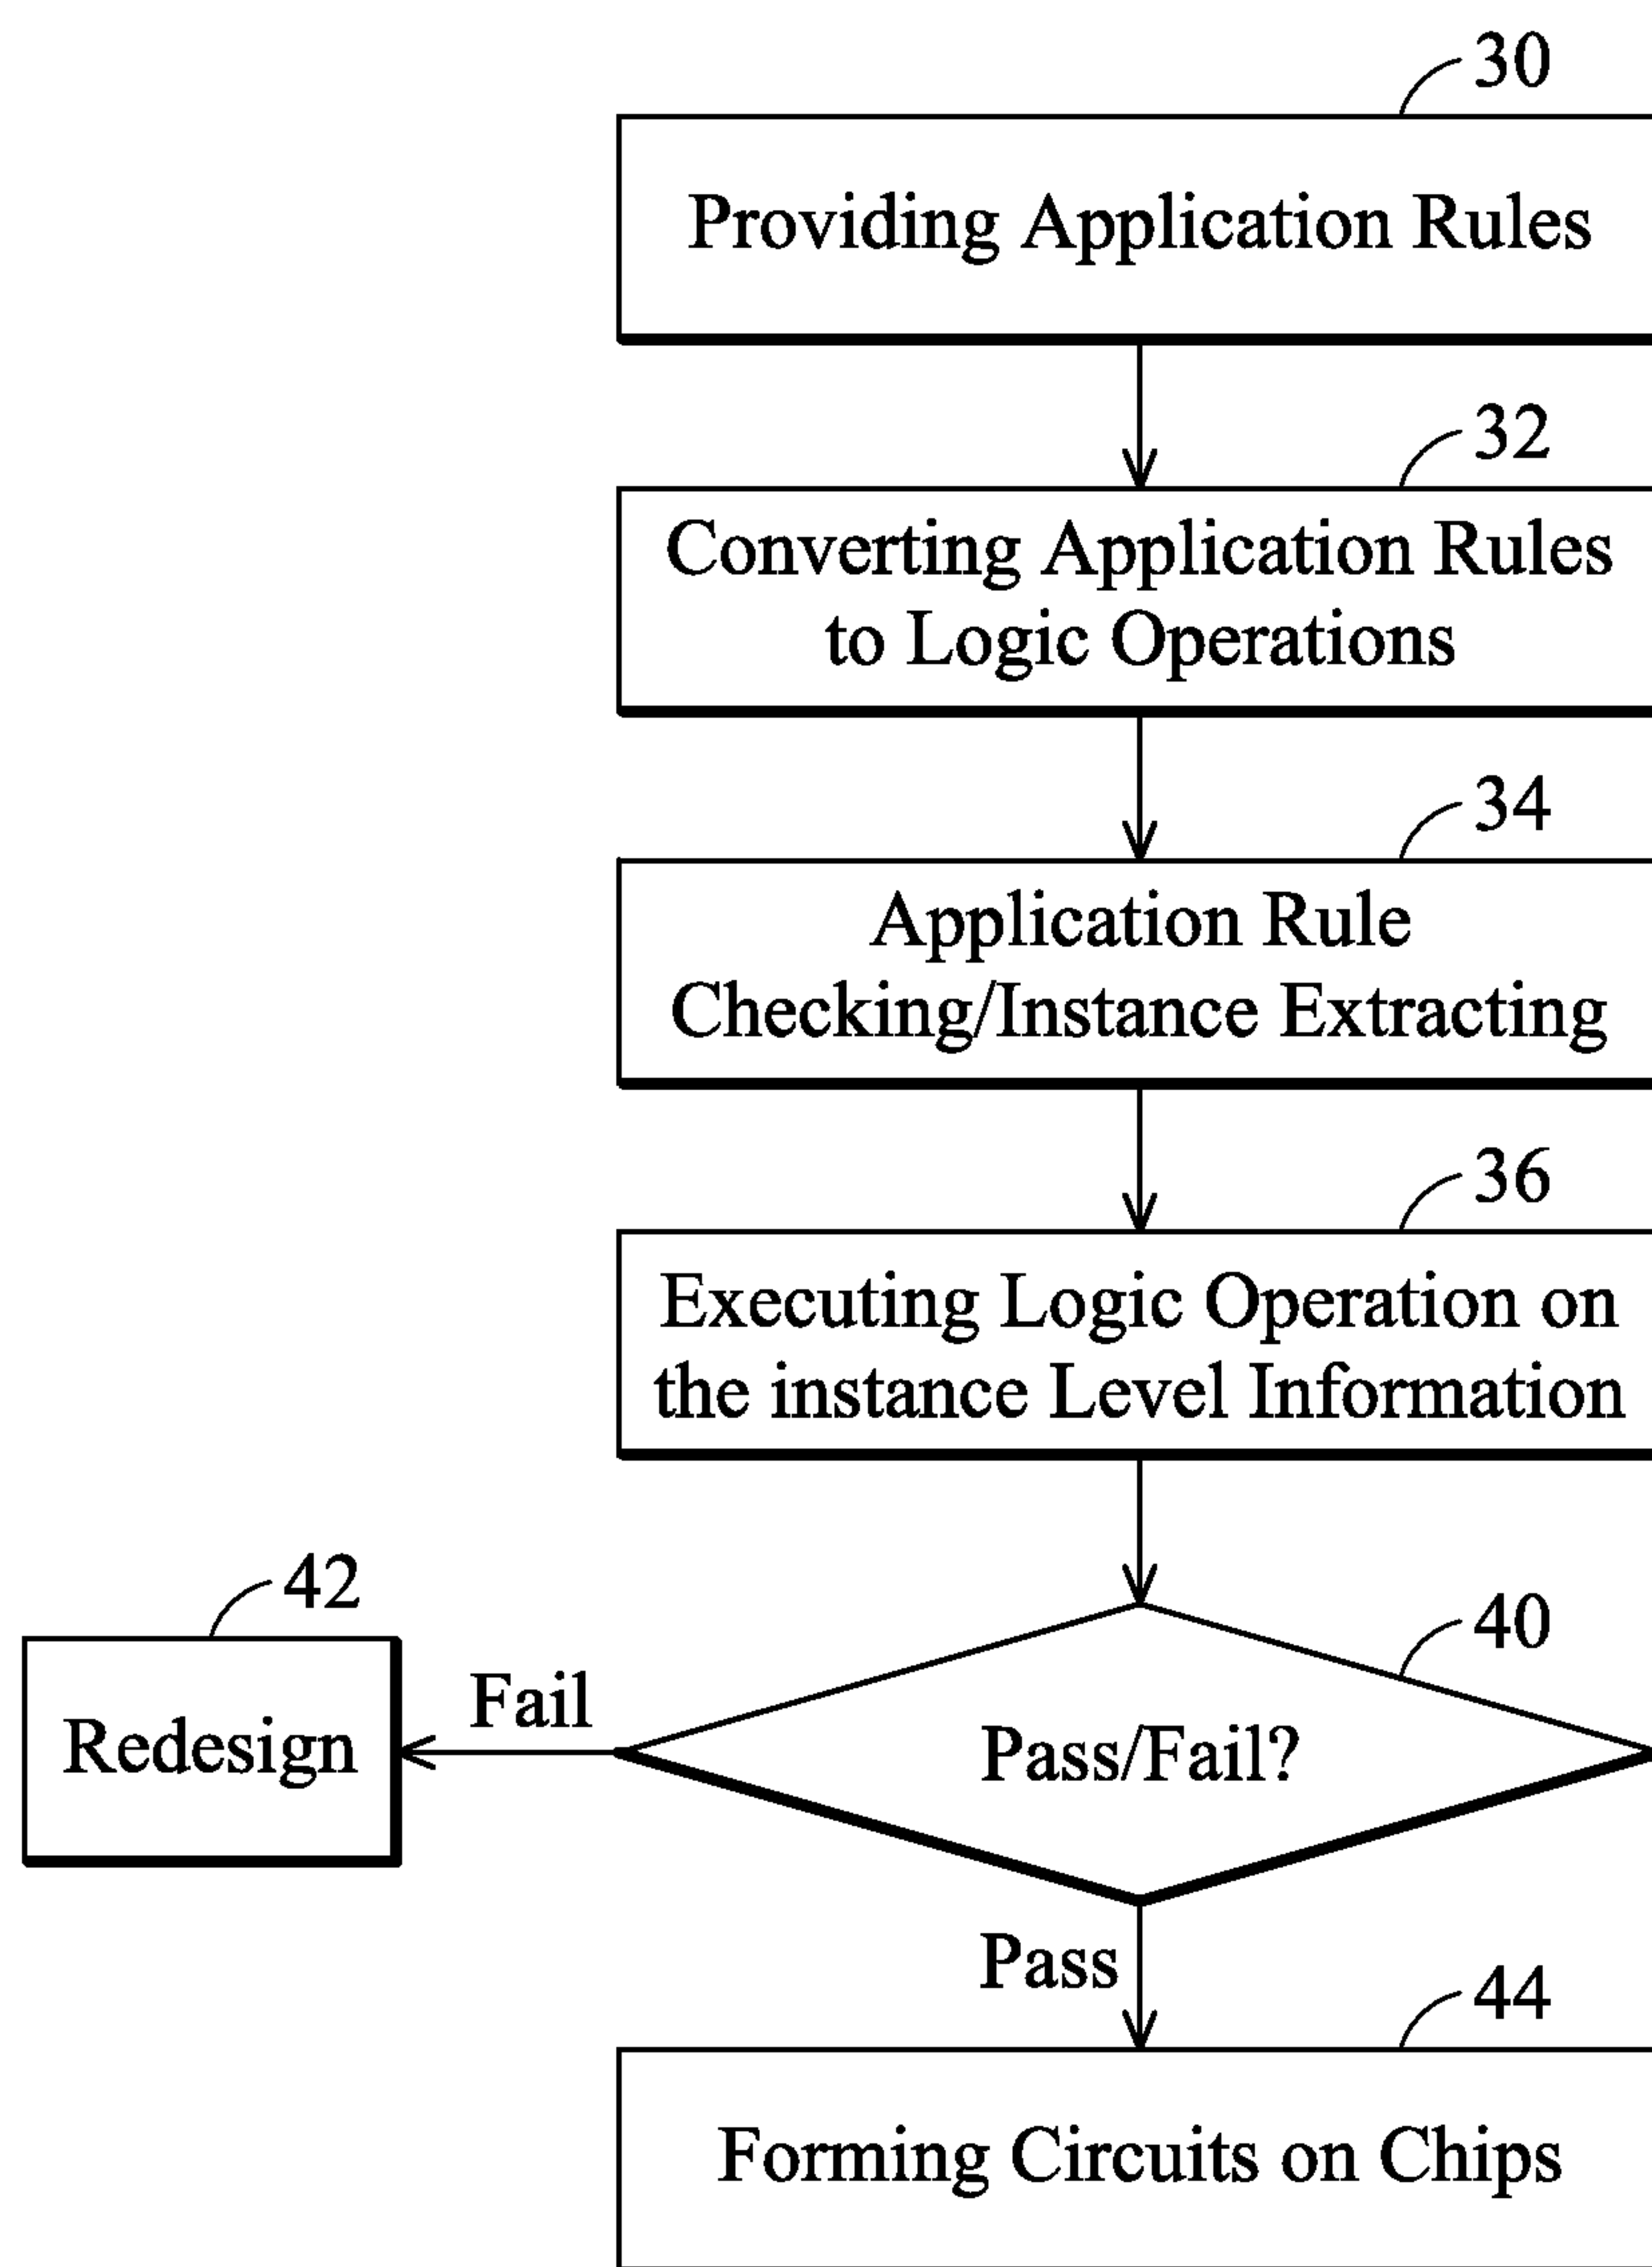 30
Providing Application Rules
32
Converting Application Rules
to Logic Operations
34
Application Rule
Checking/Instance Extracting
36
Executing Logic Operation on
the instance Level Information
42
40
Redesign
Fail
Pass/Fail?
Pass
44
Forming Circuits on Chips